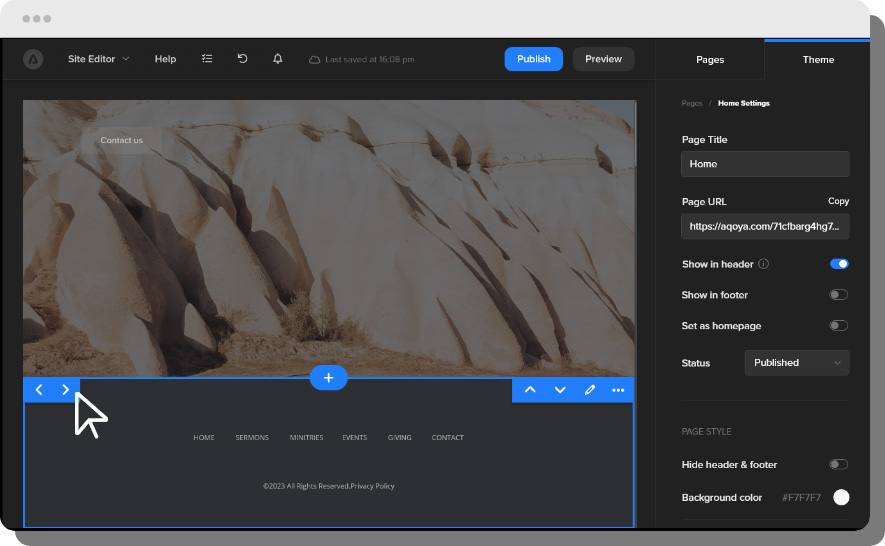 Site Editor
Help
Last saved at 16:08 pm
Publish
Preview
Pages
Theme
Contact us
HOME
SERMONS
MINITRIES
EVENTS
GIVING
CONTACT
©2023 All Rights Reserved.Privacy Policy
Pages / Home Settings
Page Title
Home
Page URL
Copy
https://aqoya.com/71cfbarg4hg7...
Show in header
Show in footer
Set as homepage
Status
Published
PAGE STYLE
Hide header & footer
Background color
#F7F7F7